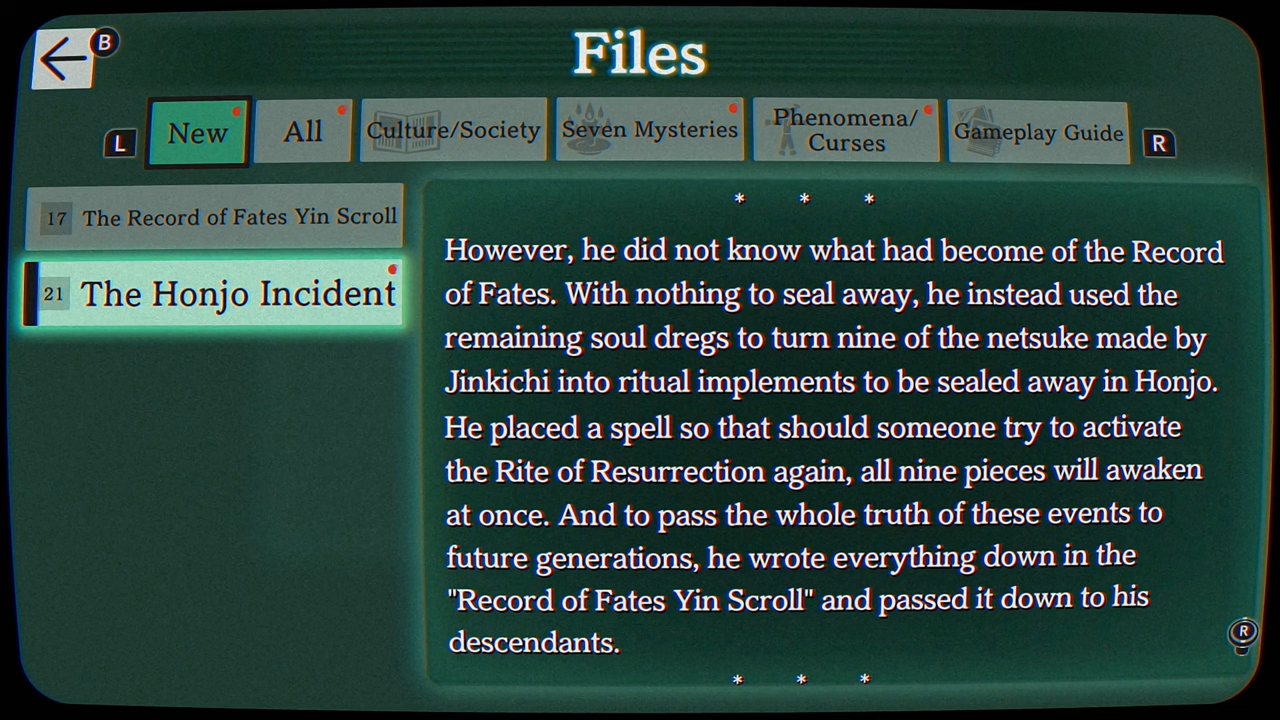 B
Files
L
New
All
Culture/Society
Seven Mysteries
Phenomena/
Curses
Gameplay Guide
R
17 The Record of Fates Yin Scroll
21 The Honjo Incident
* * *
However, he did not know what had become of the Record
of Fates. With nothing to seal away, he instead used the
remaining soul dregs to turn nine of the netsuke made by
Jinkichi into ritual implements to be sealed away in Honjo.
He placed a spell so that should someone try to activate
the Rite of Resurrection again, all nine pieces will awaken
at once. And to pass the whole truth of these events to
future generations, he wrote everything down in the
"Record of Fates Yin Scroll" and passed it down to his
descendants.
R
* * *